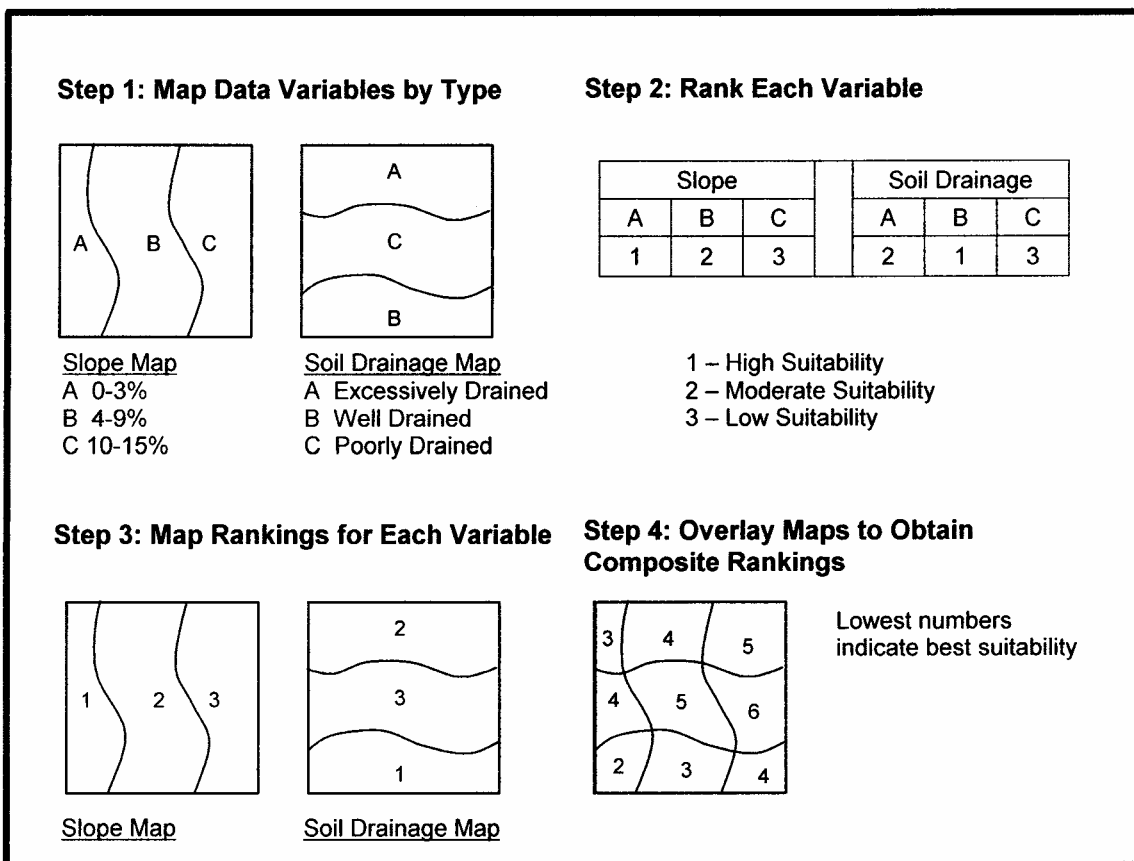 Step 1: Map Data Variables by Type
A B C
A
C
B
Slope Map
A 0-3%
B 4-9%
C 10-15%
Soil Drainage Map
A Excessively Drained
B Well Drained
C Poorly Drained
Step 2: Rank Each Variable
Slope Soil Drainage
A B C A B C
1 2 3 2 1 3
1 – High Suitability
2 – Moderate Suitability
3 – Low Suitability
Step 3: Map Rankings for Each Variable
1 2 3
2
3
1
Slope Map
Soil Drainage Map
Step 4: Overlay Maps to Obtain
Composite Rankings
3 4 5
4 5 6
2 3 4
Lowest numbers
indicate best suitability